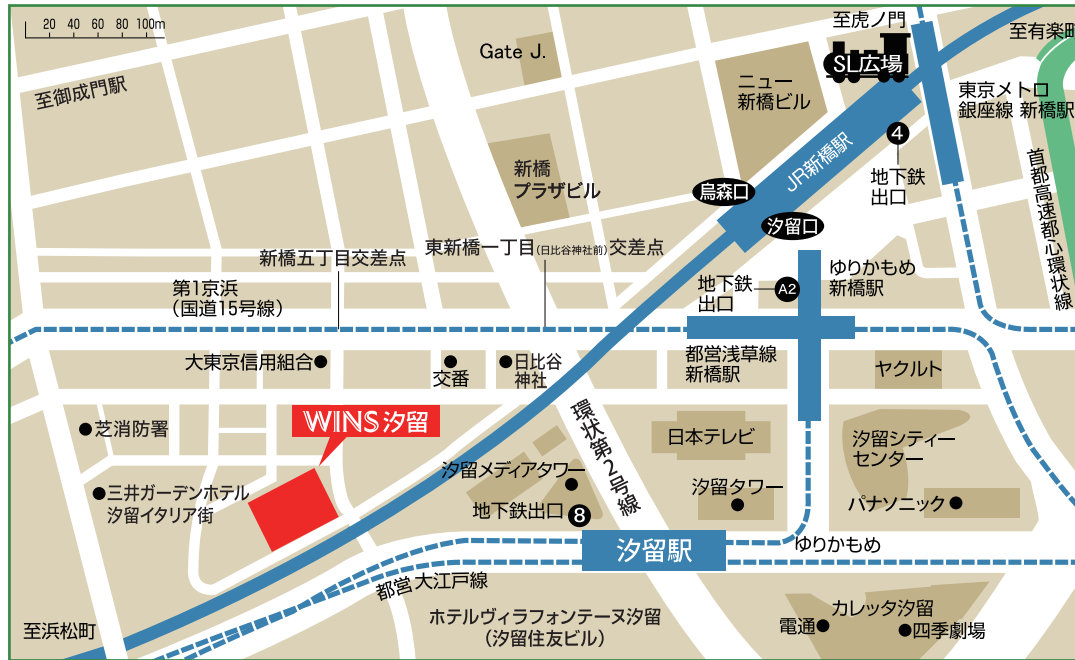 20 40 60 80 100m
至虎ノ門
至有楽町
Gate J.
SL広場
ニュー
新橋ビル
至御成門駅
東京メトロ
銀座線 新橋駅
4
JR新橋駅
地下鉄
出口
新橋
プラザビル
烏森口
首都高速都心環状線
汐留口
東新橋一丁目(日比谷神社前)交差点
新橋五丁目交差点
ゆりかもめ
新橋駅
地下鉄
出口
A2
第1京浜
(国道15号線)
大東京信用組合
交番
日比谷
神社
都営浅草線
新橋駅
ヤクルト
WINS汐留
環状第2号線
芝消防署
日本テレビ
汐留シティー
センター
汐留メディアタワー
三井ガーデンホテル
汐留イタリア街
汐留タワー
パナソニック
地下鉄出口
8
汐留駅
ゆりかもめ
都営 大江戸線
ホテルヴィラフォンテーヌ汐留
(汐留住友ビル)
カレッタ汐留
電通
四季劇場
至浜松町